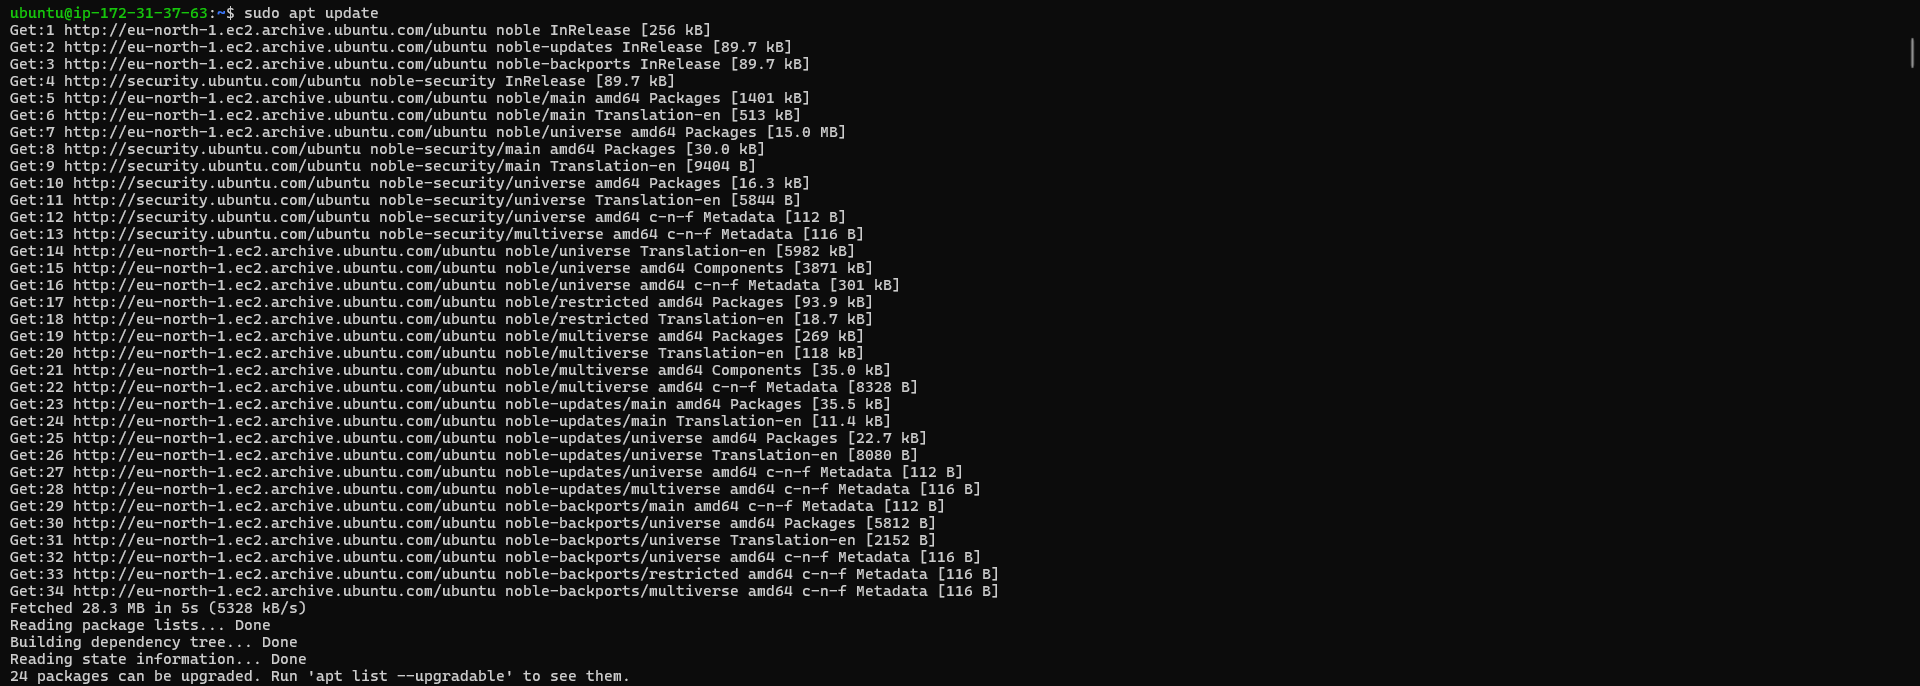 ubuntu@ip-172-31-37-63:~$ sudo apt update
Get:1 http://eu-north-1.ec2.archive.ubuntu.com/ubuntu noble InRelease [256 kB]
Get:2 http://eu-north-1.ec2.archive.ubuntu.com/ubuntu noble-updates InRelease [89.7 kB]
Get:3 http://eu-north-1.ec2.archive.ubuntu.com/ubuntu noble-backports InRelease [89.7 kB]
Get:4 http://security.ubuntu.com/ubuntu noble-security InRelease [89.7 kB]
Get:5 http://eu-north-1.ec2.archive.ubuntu.com/ubuntu noble/main amd64 Packages [1401 kB]
Get:6 http://eu-north-1.ec2.archive.ubuntu.com/ubuntu noble/main Translation-en [513 kB]
Get:7 http://eu-north-1.ec2.archive.ubuntu.com/ubuntu noble/universe amd64 Packages [15.0 MB]
Get:8 http://security.ubuntu.com/ubuntu noble-security/main amd64 Packages [30.0 kB]
Get:9 http://security.ubuntu.com/ubuntu noble-security/main Translation-en [9404 B]
Get:10 http://security.ubuntu.com/ubuntu noble-security/universe amd64 Packages [16.3 kB]
Get:11 http://security.ubuntu.com/ubuntu noble-security/universe Translation-en [5844 B]
Get:12 http://security.ubuntu.com/ubuntu noble-security/universe amd64 c-n-f Metadata [112 B]
Get:13 http://security.ubuntu.com/ubuntu noble-security/multiverse amd64 c-n-f Metadata [116 B]
Get:14 http://eu-north-1.ec2.archive.ubuntu.com/ubuntu noble/universe Translation-en [5982 kB]
Get:15 http://eu-north-1.ec2.archive.ubuntu.com/ubuntu noble/universe amd64 Components [3871 kB]
Get:16 http://eu-north-1.ec2.archive.ubuntu.com/ubuntu noble/universe amd64 c-n-f Metadata [301 kB]
Get:17 http://eu-north-1.ec2.archive.ubuntu.com/ubuntu noble/restricted amd64 Packages [93.9 kB]
Get:18 http://eu-north-1.ec2.archive.ubuntu.com/ubuntu noble/restricted Translation-en [18.7 kB]
Get:19 http://eu-north-1.ec2.archive.ubuntu.com/ubuntu noble/multiverse amd64 Packages [269 kB]
Get:20 http://eu-north-1.ec2.archive.ubuntu.com/ubuntu noble/multiverse Translation-en [118 kB]
Get:21 http://eu-north-1.ec2.archive.ubuntu.com/ubuntu noble/multiverse amd64 Components [35.0 kB]
Get:22 http://eu-north-1.ec2.archive.ubuntu.com/ubuntu noble/multiverse amd64 c-n-f Metadata [8328 B]
Get:23 http://eu-north-1.ec2.archive.ubuntu.com/ubuntu noble-updates/main amd64 Packages [35.5 kB]
Get:24 http://eu-north-1.ec2.archive.ubuntu.com/ubuntu noble-updates/main Translation-en [11.4 kB]
Get:25 http://eu-north-1.ec2.archive.ubuntu.com/ubuntu noble-updates/universe amd64 Packages [22.7 kB]
Get:26 http://eu-north-1.ec2.archive.ubuntu.com/ubuntu noble-updates/universe Translation-en [8080 B]
Get:27 http://eu-north-1.ec2.archive.ubuntu.com/ubuntu noble-updates/universe amd64 c-n-f Metadata [112 B]
Get:28 http://eu-north-1.ec2.archive.ubuntu.com/ubuntu noble-updates/multiverse amd64 c-n-f Metadata [116 B]
Get:29 http://eu-north-1.ec2.archive.ubuntu.com/ubuntu noble-backports/main amd64 c-n-f Metadata [112 B]
Get:30 http://eu-north-1.ec2.archive.ubuntu.com/ubuntu noble-backports/universe amd64 Packages [5812 B]
Get:31 http://eu-north-1.ec2.archive.ubuntu.com/ubuntu noble-backports/universe Translation-en [2152 B]
Get:32 http://eu-north-1.ec2.archive.ubuntu.com/ubuntu noble-backports/universe amd64 c-n-f Metadata [116 B]
Get:33 http://eu-north-1.ec2.archive.ubuntu.com/ubuntu noble-backports/restricted amd64 c-n-f Metadata [116 B]
Get:34 http://eu-north-1.ec2.archive.ubuntu.com/ubuntu noble-backports/multiverse amd64 c-n-f Metadata [116 B]
Fetched 28.3 MB in 5s (5328 kB/s)
Reading package lists... Done
Building dependency tree... Done
Reading state information... Done
24 packages can be upgraded. Run 'apt list --upgradable' to see them.